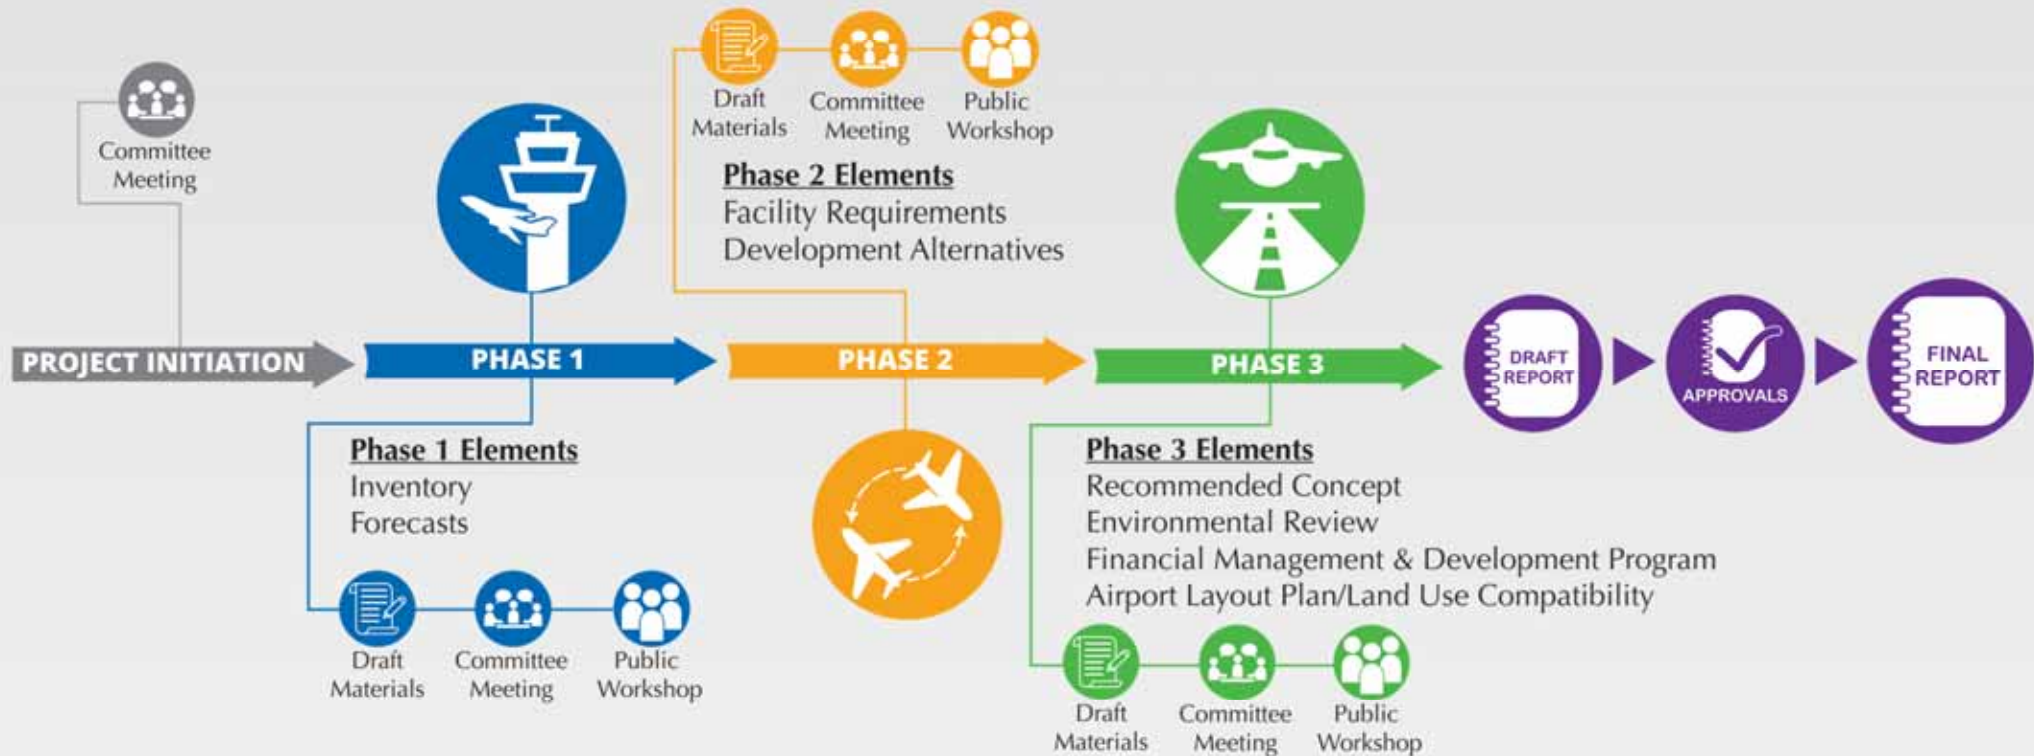 Committee
Meeting
PROJECT INITIATION
PHASE 1
Phase 1 Elements
Inventory
Forecasts
Draft
Materials
Committee
Meeting
Public
Workshop
Draft
Materials
Committee
Meeting
Public
Workshop
Phase 2 Elements
Facility Requirements
Development Alternatives
PHASE 2
PHASE 3
Phase 3 Elements
Recommended Concept
Environmental Review
Financial Management & Development Program
Airport Layout Plan/Land Use Compatibility
Draft
Materials
Committee
Meeting
Public
Workshop
DRAFT
REPORT
APPROVALS
FINAL
REPORT